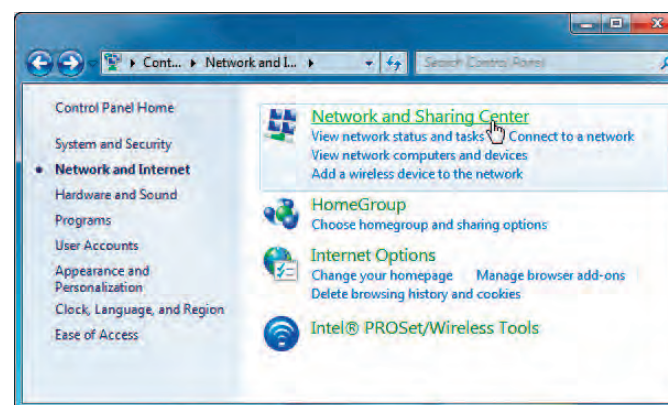 Cont... Network and I... Search Control Panel
Control Panel Home
System and Security
Network and Internet
Hardware and Sound
Programs
User Accounts
Appearance and
Personalization
Clock, Language, and Region
Ease of Access
Network and Sharing Center
View network status and tasks Connect to a network
View network computers and devices
Add a wireless device to the network
HomeGroup
Choose homegroup and sharing options
Internet Options
Change your homepage Manage browser add-ons
Delete browsing history and cookies
Intel® PROSet/Wireless Tools